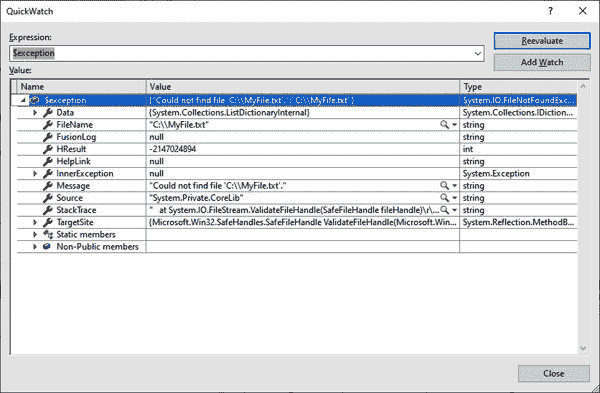 QuickWatch ? ×
Expression: Reevaluate
$exception
Value: Add Watch
Name Value Type
$exception {"Could not find file 'C:\\MyFile.txt'.":"C:\\MyFile.txt"} System.IO.FileNotFoundExc...
Data {System.Collections.ListDictionaryInternal} System.Collections.IDictio...
FileName "C:\\MyFile.txt" string
FusionLog null string
HResult -2147024894 int
HelpLink null string
InnerException null System.Exception
Message "Could not find file 'C:\\MyFile.txt'." string
Source "System.Private.CoreLib" string
StackTrace " at System.IO.FileStream.ValidateFileHandle(SafeFileHandle fileHandle)\r\... string
TargetSite {Microsoft.Win32.SafeHandles.SafeFileHandle ValidateFileHandle(Microsoft.Win... System.Reflection.MethodB...
Static members
Non-Public members
Close